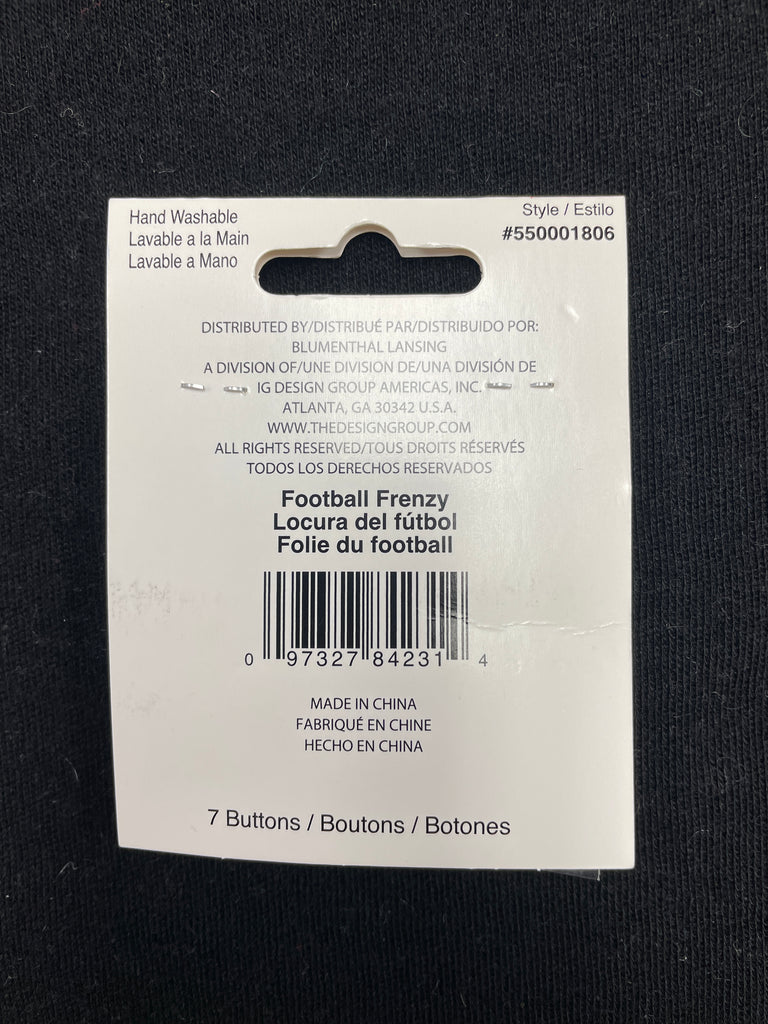 Hand Washable
Lavable a la Main
Lavable a Mano
Style / Estilo
#550001806
DISTRIBUTED BY/DISTRIBUÉ PAR/DISTRIBUIDO POR:
BLUMENTHAL LANSING
A DIVISION OF/UNE DIVISION DE/UNA DIVISIÓN DE
IG DESIGN GROUP AMERICAS, INC.
ATLANTA, GA 30342 U.S.A.
WWW.THEDESIGNGROUP.COM
ALL RIGHTS RESERVED/TOUS DROITS RÉSERVÉS
TODOS LOS DERECHOS RESERVADOS
Football Frenzy
Locura del fútbol
Folie du football
0 97327 84231 4
MADE IN CHINA
FABRIQUÉ EN CHINE
HECHO EN CHINA
7 Buttons / Boutons / Botones